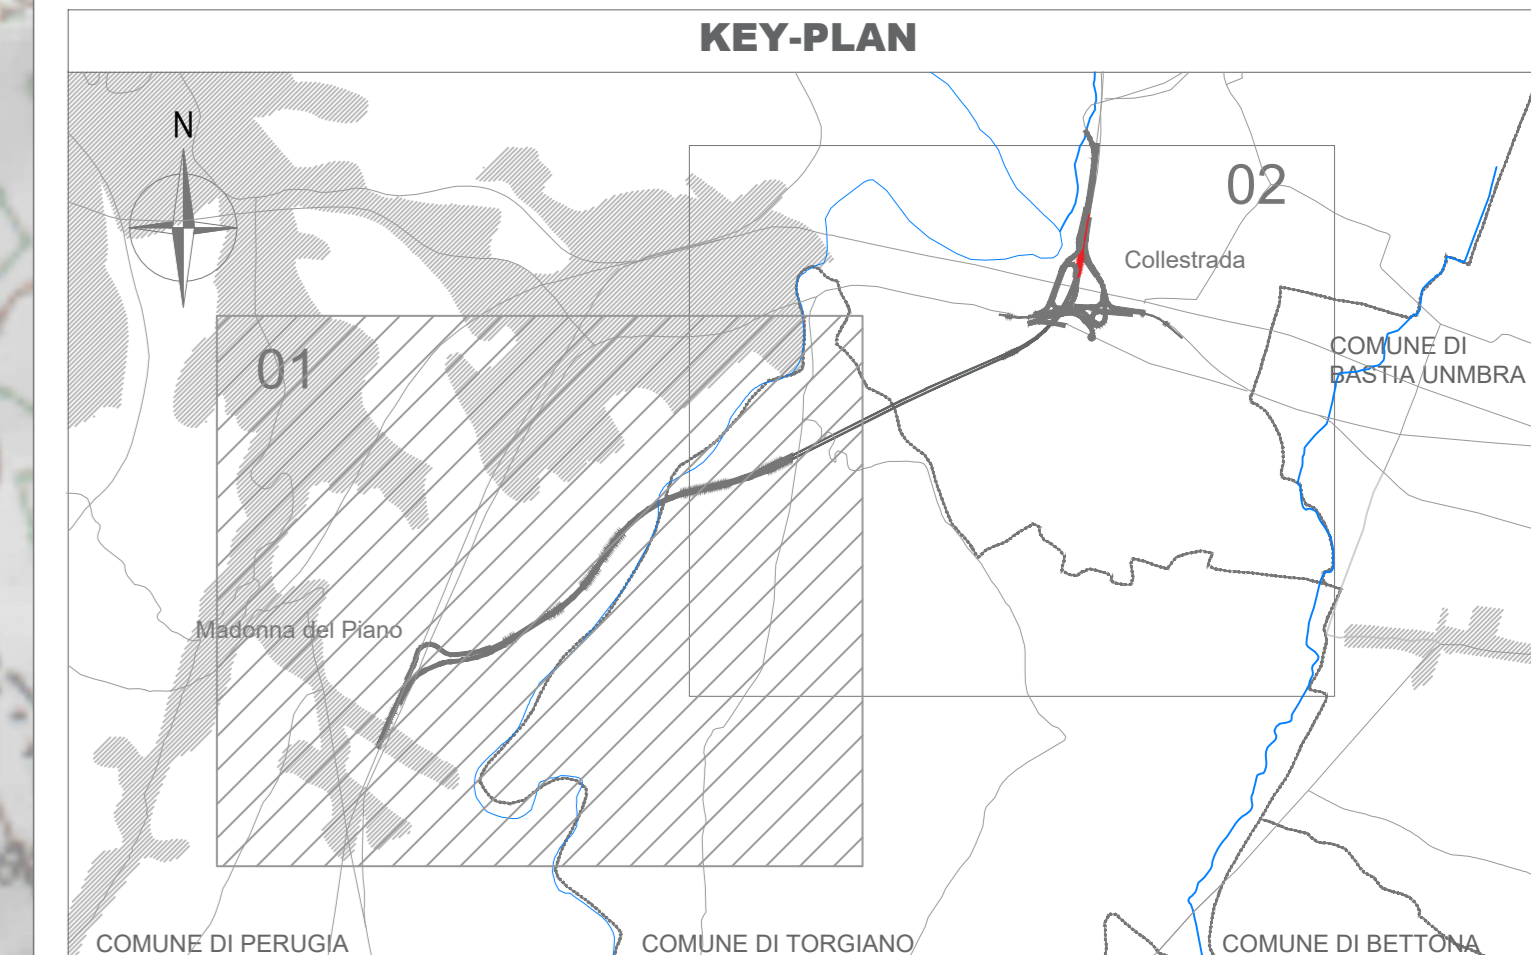 KEY-PLAN
N
02
Collestrada
01
COMUNE DI
BASTIA UNMBRA
Madonna del Piano
COMUNE DI PERUGIA
COMUNE DI TORGIANO
COMUNE DI BETTONA